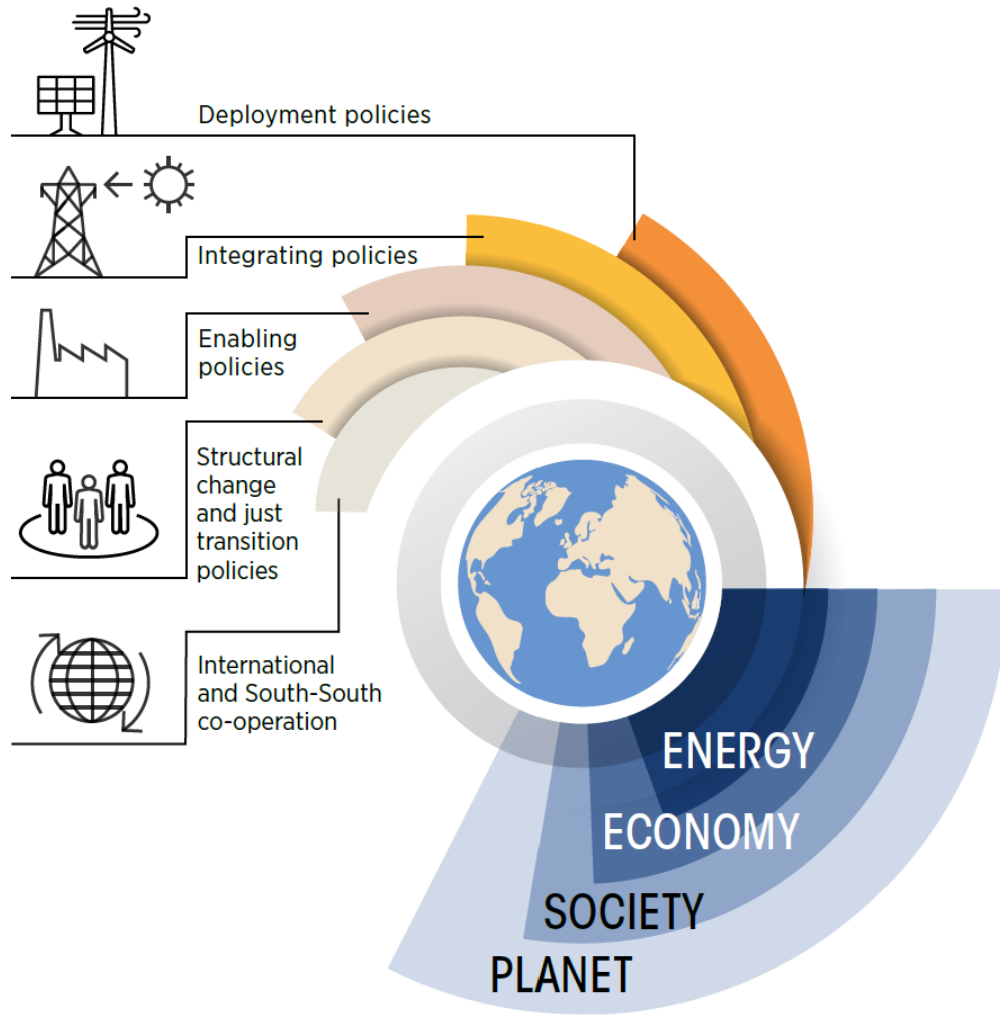 Deployment policies
Integrating policies
Enabling
policies
Structural
change
and just
transition
policies
International
and South-South
co-operation
ENERGY
ECONOMY
SOCIETY
PLANET